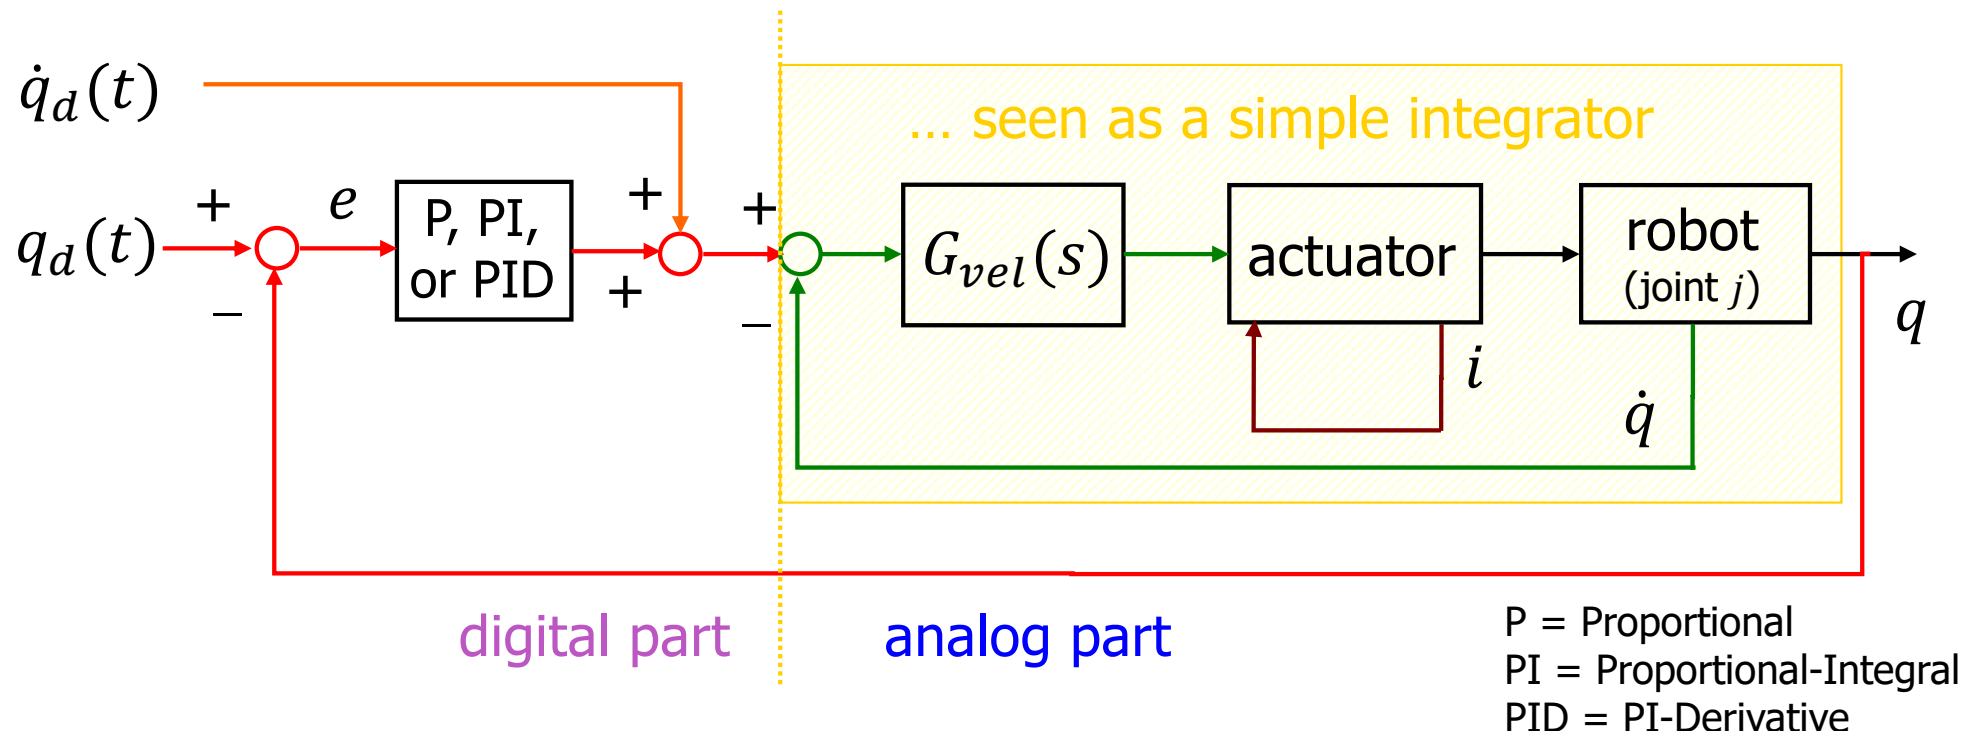 q̇_d(t)
... seen as a simple integrator
q_d(t)
+
−
e
P, PI,
or PID
+
+
+
−
G_vel(s)
actuator
robot
(joint j)
i
q̇
q
digital part
analog part
P = Proportional
PI = Proportional-Integral
PID = PI-Derivative